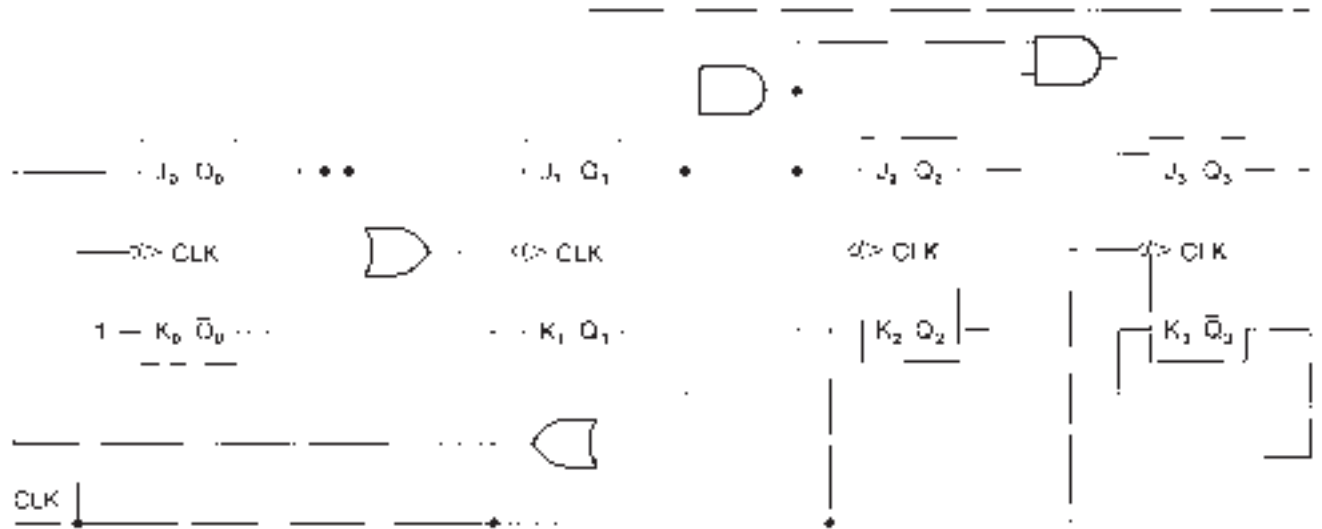 J₀ Q₀ J₁ Q₁ J₂ Q₂ J₃ Q₃
CLK CLK CLK CLK
1 K₀ Q̅₀ K₁ Q₁ K₂ Q₂ K₃ Q̅₃
CLK